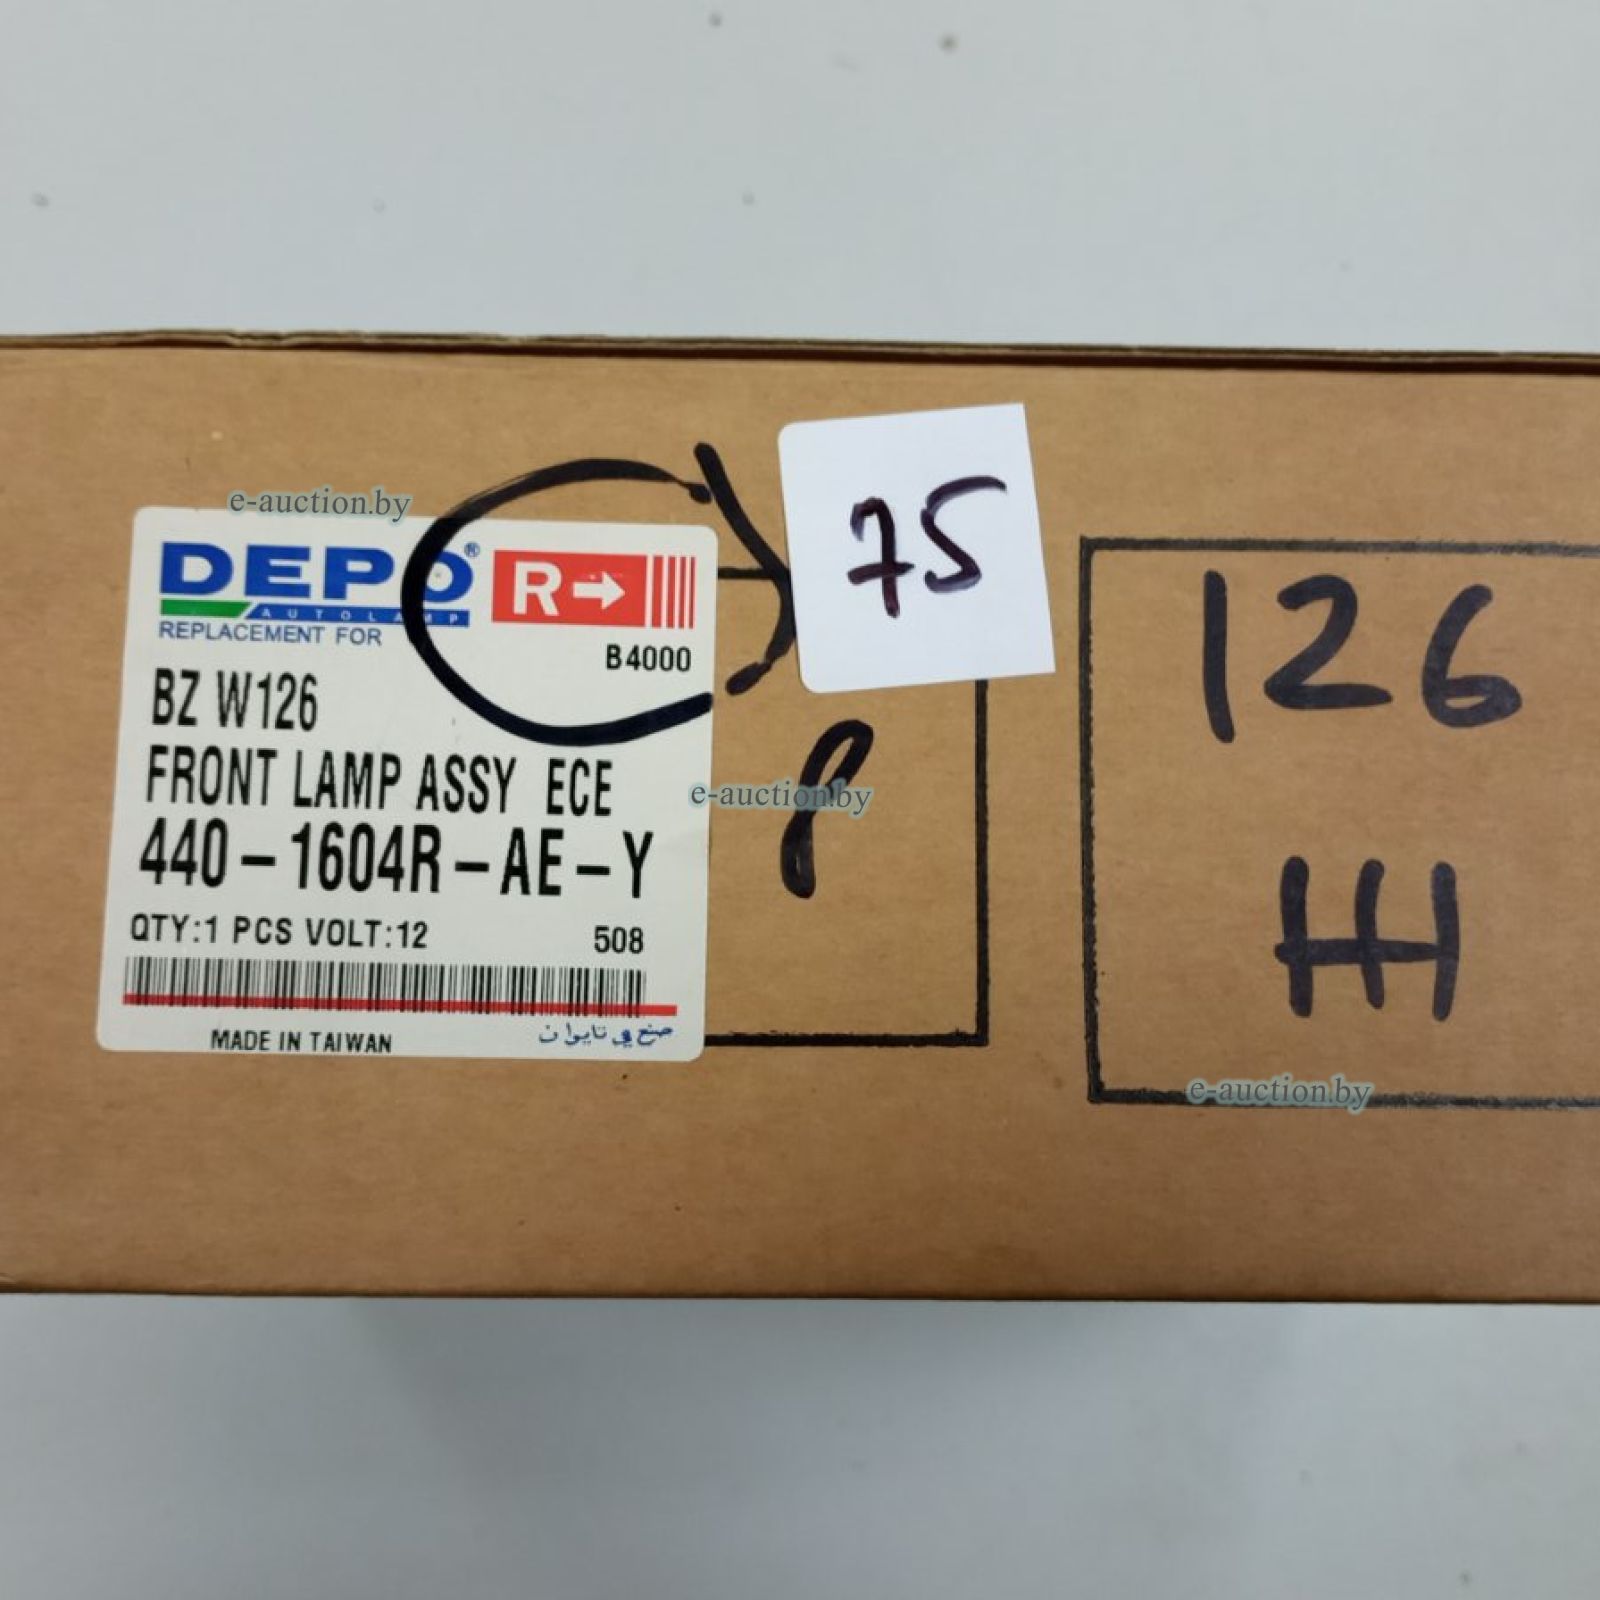 e-auction.by
DEPO®
AUTOLAMP
R→
REPLACEMENT FOR
B4000
BZ W126
FRONT LAMP ASSY ECE
440-1604R-AE-Y
QTY:1 PCS VOLT:12
508
MADE IN TAIWAN
صنع في تايوان
75
8
e-auction.by
126
e-auction.by